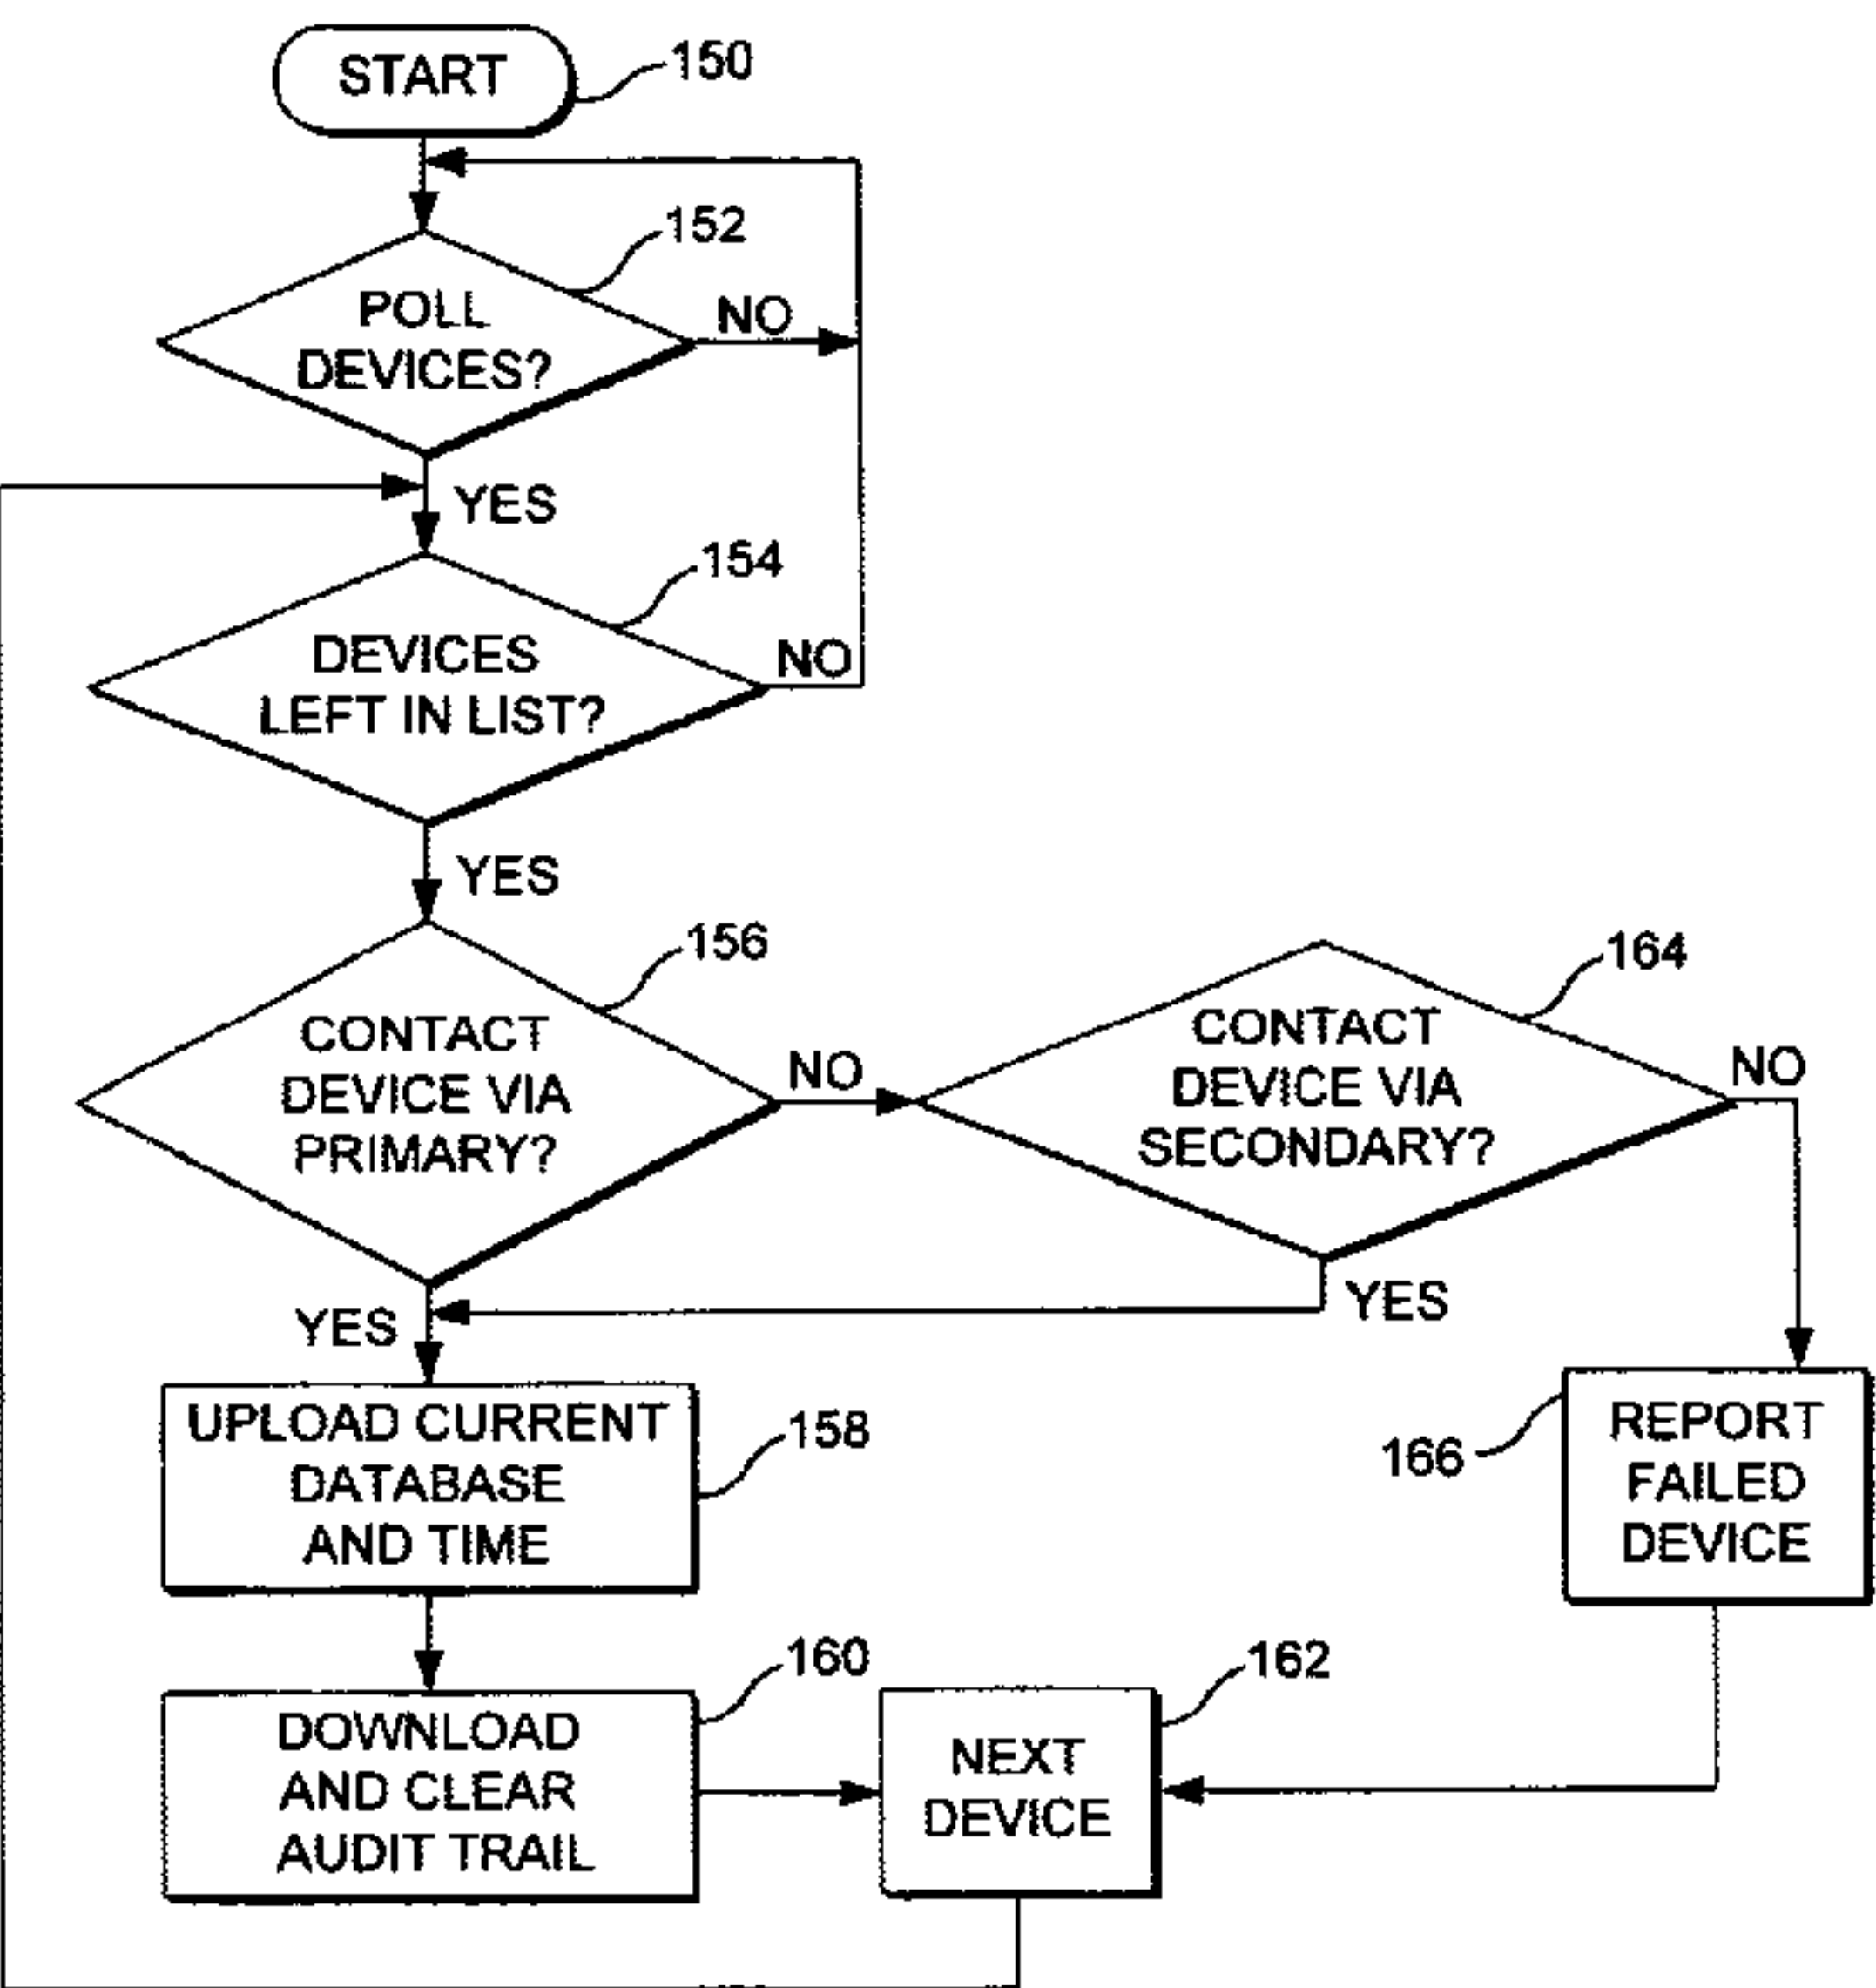 START
150
152
POLL
DEVICES?
NO
YES
154
DEVICES
LEFT IN LIST?
NO
YES
156
CONTACT
DEVICE VIA
PRIMARY?
NO
164
CONTACT
DEVICE VIA
SECONDARY?
NO
YES
YES
UPLOAD CURRENT
DATABASE
AND TIME
158
166
REPORT
FAILED
DEVICE
160
DOWNLOAD
AND CLEAR
AUDIT TRAIL
162
NEXT
DEVICE